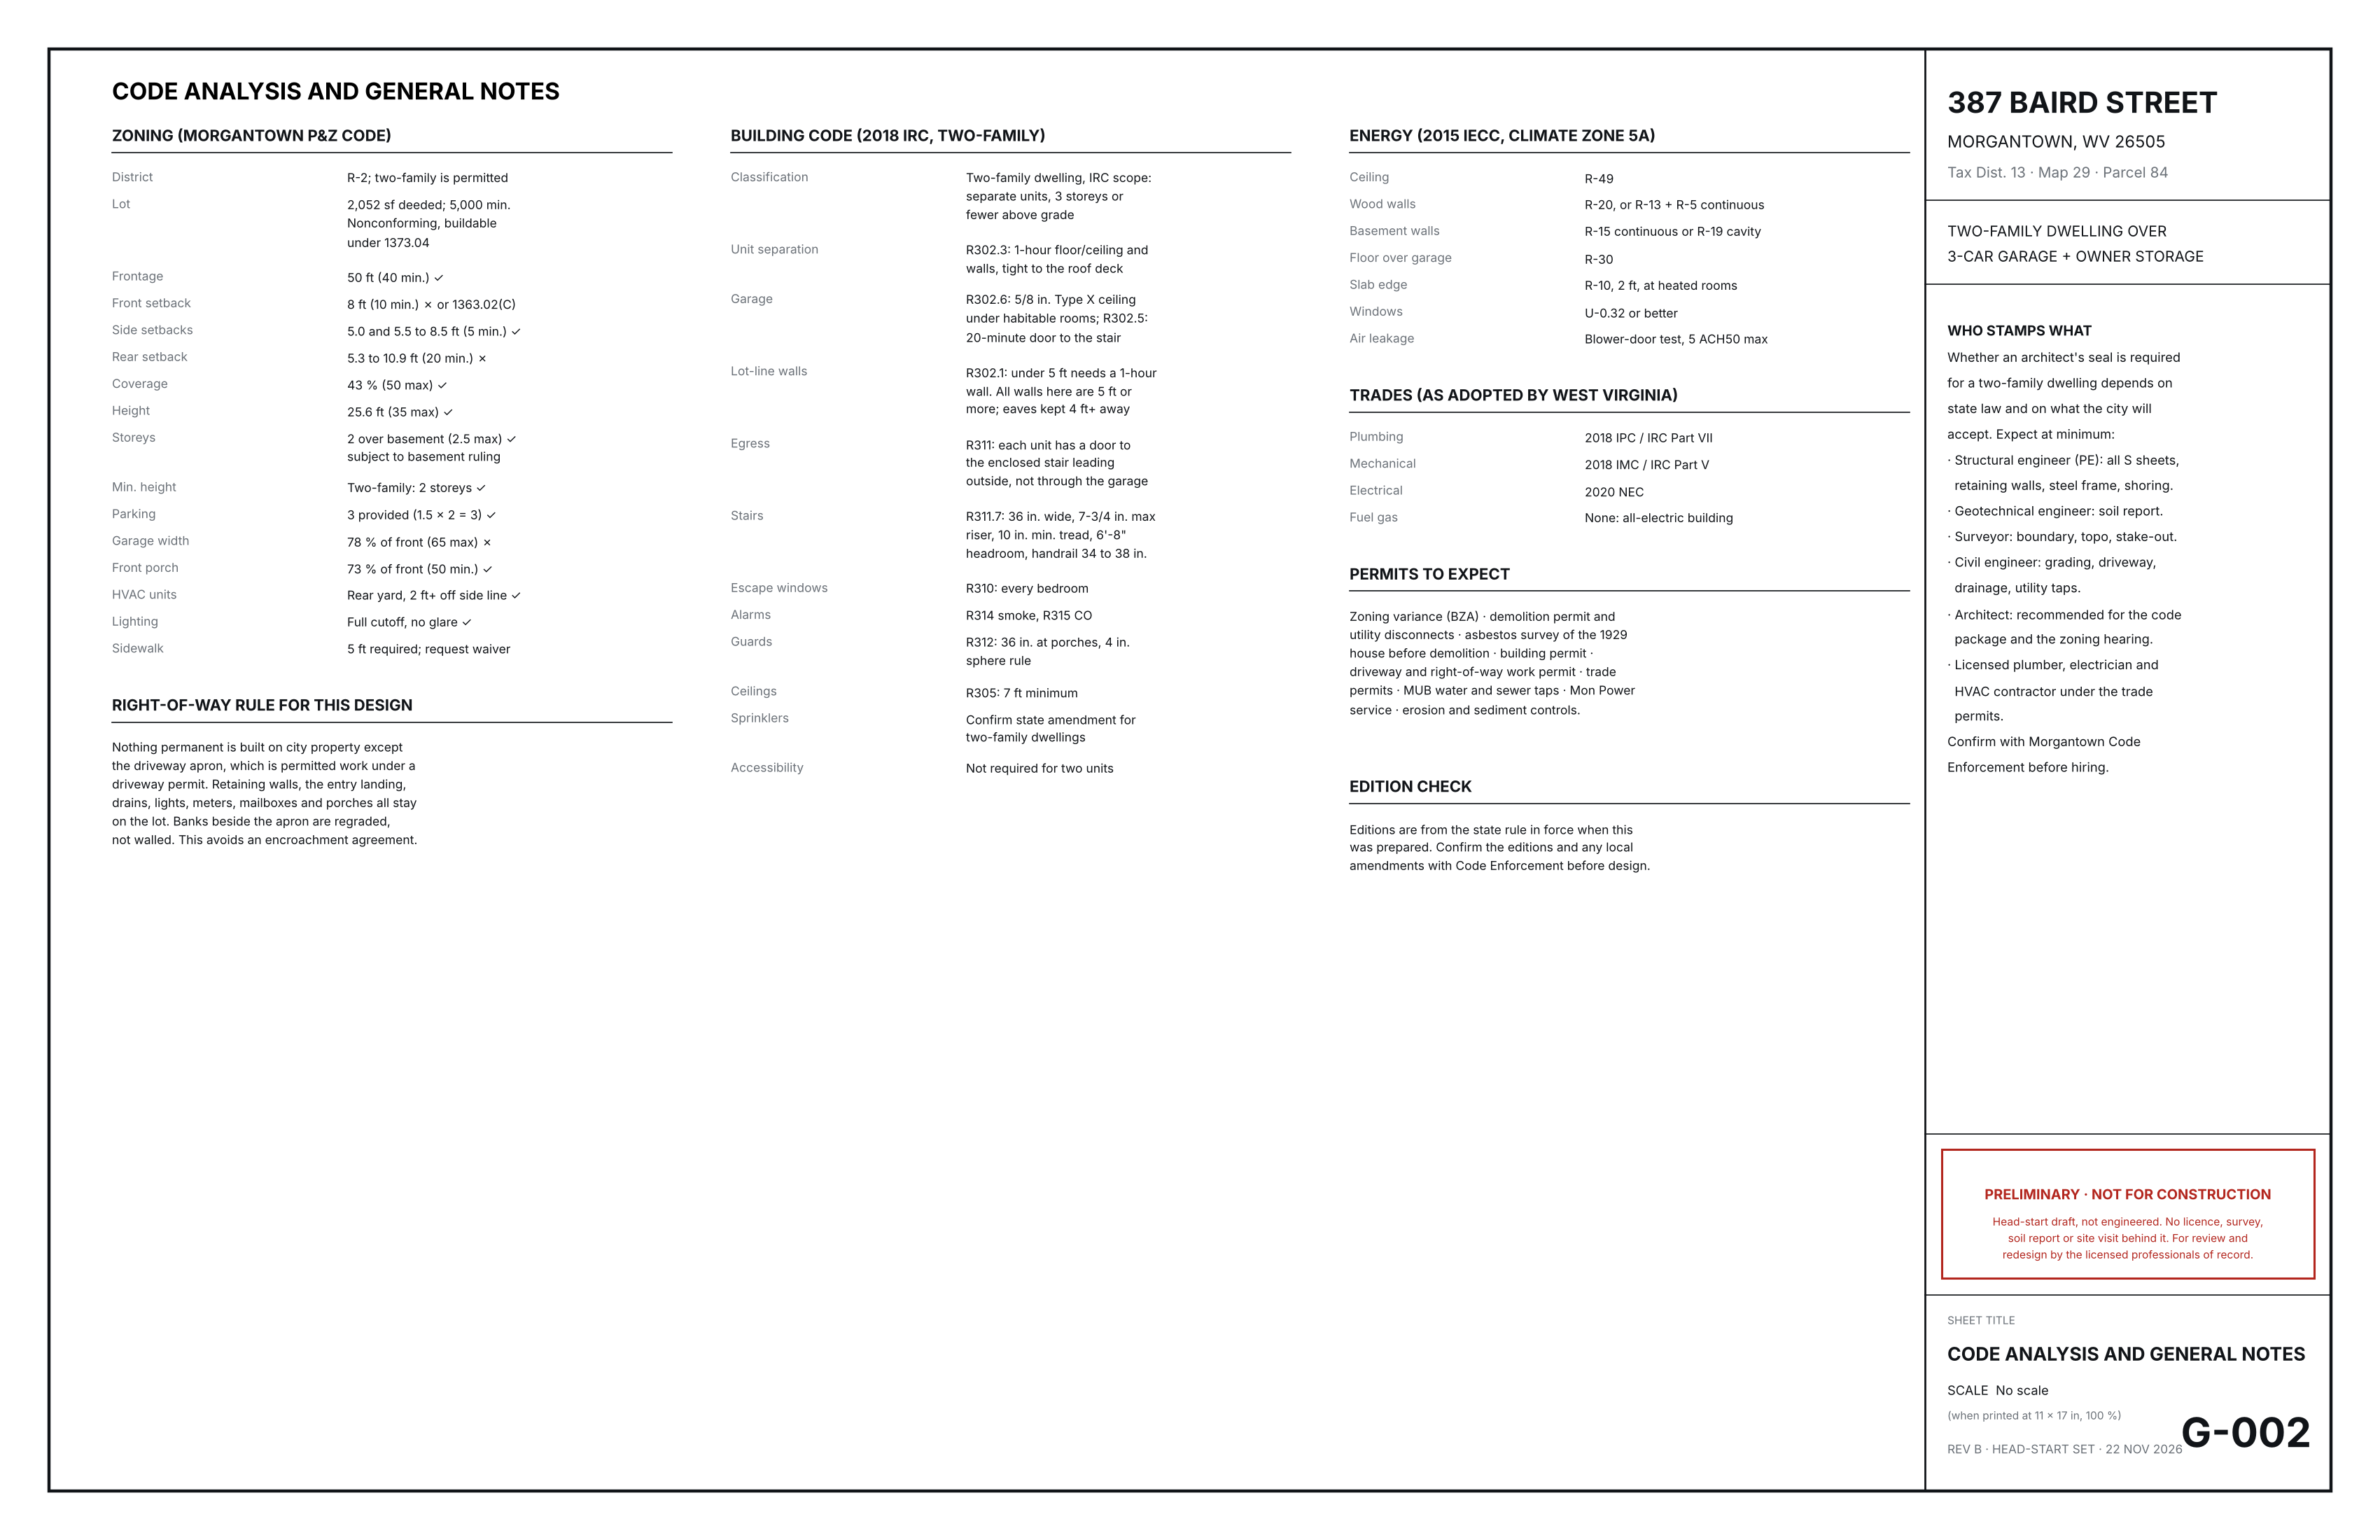 CODE ANALYSIS AND GENERAL NOTES
ZONING (MORGANTOWN P&Z CODE)
District R-2; two-family is permitted
Lot 2,052 sf deeded; 5,000 min.
Nonconforming, buildable
under 1373.04
Frontage 50 ft (40 min.) ✓
Front setback 8 ft (10 min.) × or 1363.02(C)
Side setbacks 5.0 and 5.5 to 8.5 ft (5 min.) ✓
Rear setback 5.3 to 10.9 ft (20 min.) ×
Coverage 43 % (50 max) ✓
Height 25.6 ft (35 max) ✓
Storeys 2 over basement (2.5 max) ✓
subject to basement ruling
Min. height Two-family: 2 storeys ✓
Parking 3 provided (1.5 × 2 = 3) ✓
Garage width 78 % of front (65 max) ×
Front porch 73 % of front (50 min.) ✓
HVAC units Rear yard, 2 ft+ off side line ✓
Lighting Full cutoff, no glare ✓
Sidewalk 5 ft required; request waiver
RIGHT-OF-WAY RULE FOR THIS DESIGN
Nothing permanent is built on city property except
the driveway apron, which is permitted work under a
driveway permit. Retaining walls, the entry landing,
drains, lights, meters, mailboxes and porches all stay
on the lot. Banks beside the apron are regraded,
not walled. This avoids an encroachment agreement.
BUILDING CODE (2018 IRC, TWO-FAMILY)
Classification Two-family dwelling, IRC scope:
separate units, 3 storeys or
fewer above grade
Unit separation R302.3: 1-hour floor/ceiling and
walls, tight to the roof deck
Garage R302.6: 5/8 in. Type X ceiling
under habitable rooms; R302.5:
20-minute door to the stair
Lot-line walls R302.1: under 5 ft needs a 1-hour
wall. All walls here are 5 ft or
more; eaves kept 4 ft+ away
Egress R311: each unit has a door to
the enclosed stair leading
outside, not through the garage
Stairs R311.7: 36 in. wide, 7-3/4 in. max
riser, 10 in. min. tread, 6'-8"
headroom, handrail 34 to 38 in.
Escape windows R310: every bedroom
Alarms R314 smoke, R315 CO
Guards R312: 36 in. at porches, 4 in.
sphere rule
Ceilings R305: 7 ft minimum
Sprinklers Confirm state amendment for
two-family dwellings
Accessibility Not required for two units
ENERGY (2015 IECC, CLIMATE ZONE 5A)
Ceiling R-49
Wood walls R-20, or R-13 + R-5 continuous
Basement walls R-15 continuous or R-19 cavity
Floor over garage R-30
Slab edge R-10, 2 ft, at heated rooms
Windows U-0.32 or better
Air leakage Blower-door test, 5 ACH50 max
TRADES (AS ADOPTED BY WEST VIRGINIA)
Plumbing 2018 IPC / IRC Part VII
Mechanical 2018 IMC / IRC Part V
Electrical 2020 NEC
Fuel gas None: all-electric building
PERMITS TO EXPECT
Zoning variance (BZA) · demolition permit and
utility disconnects · asbestos survey of the 1929
house before demolition · building permit ·
driveway and right-of-way work permit · trade
permits · MUB water and sewer taps · Mon Power
service · erosion and sediment controls.
EDITION CHECK
Editions are from the state rule in force when this
was prepared. Confirm the editions and any local
amendments with Code Enforcement before design.
387 BAIRD STREET
MORGANTOWN, WV 26505
Tax Dist. 13 · Map 29 · Parcel 84
TWO-FAMILY DWELLING OVER
3-CAR GARAGE + OWNER STORAGE
WHO STAMPS WHAT
Whether an architect's seal is required
for a two-family dwelling depends on
state law and on what the city will
accept. Expect at minimum:
· Structural engineer (PE): all S sheets,
retaining walls, steel frame, shoring.
· Geotechnical engineer: soil report.
· Surveyor: boundary, topo, stake-out.
· Civil engineer: grading, driveway,
drainage, utility taps.
· Architect: recommended for the code
package and the zoning hearing.
· Licensed plumber, electrician and
HVAC contractor under the trade
permits.
Confirm with Morgantown Code
Enforcement before hiring.
PRELIMINARY · NOT FOR CONSTRUCTION
Head-start draft, not engineered. No licence, survey,
soil report or site visit behind it. For review and
redesign by the licensed professionals of record.
SHEET TITLE
CODE ANALYSIS AND GENERAL NOTES
SCALE No scale
(when printed at 11 × 17 in, 100 %)
REV B · HEAD-START SET · 22 NOV 2026
G-002